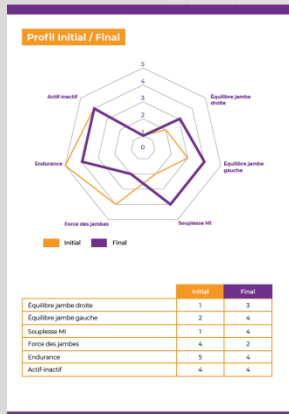 Profil Initial / Final
5
4
3
2
1
0
Actif-inactif
Équilibre jambe
droite
Endurance
Équilibre jambe
gauche
Force des jambes
Souplesse MI
Initial
Final
Initial Final
Équilibre jambe droite 1 3
Équilibre jambe gauche 2 4
Souplesse MI 1 4
Force des jambes 4 2
Endurance 5 4
Actif-inactif 4 4